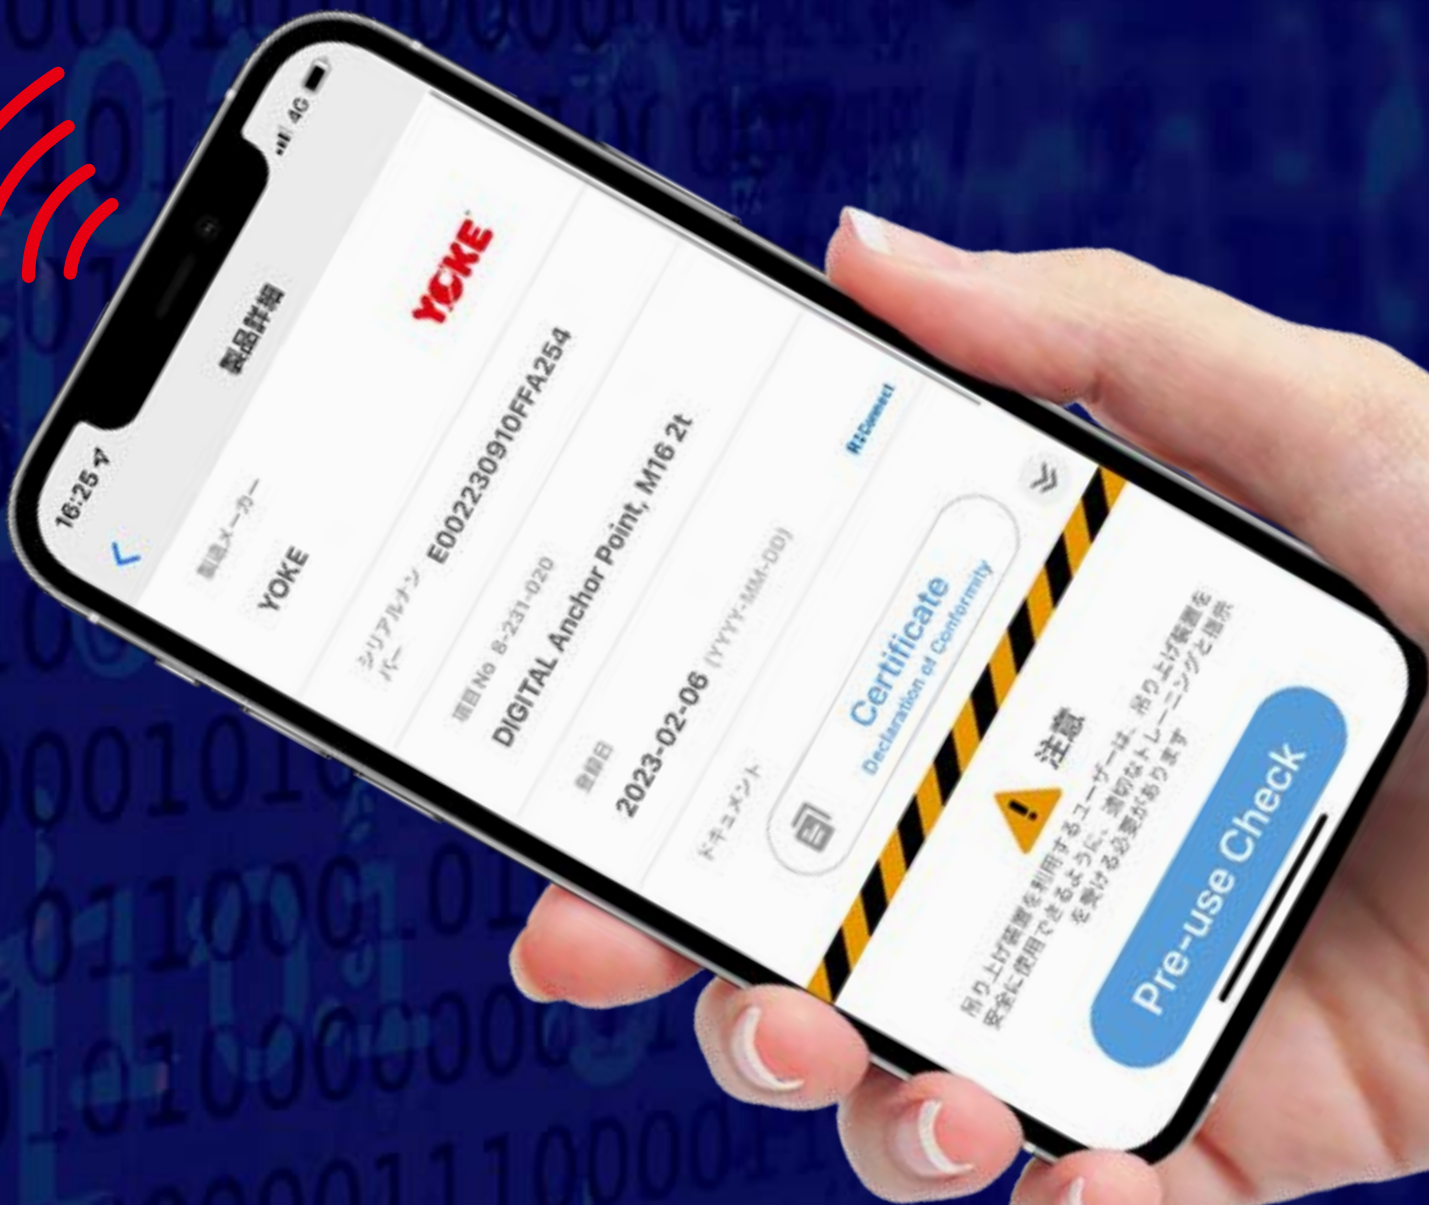 16:25
4G
製品詳細
製造メーカー
YOKE
YOKE
シリアルナン
バー
E002230910FFA254
項目No 8-231-020
DIGITAL Anchor Point, M16 2t
登録日
2023-02-06 (YYYY-MM-DD)
RiConnect
ドキュメント
Certificate
Declaration of Conformity
注意
吊り上げ装置を利用するユーザーは、吊り上げ装置を
安全に使用できるように、適切なトレーニングと指示
を受ける必要があります
Pre-use Check